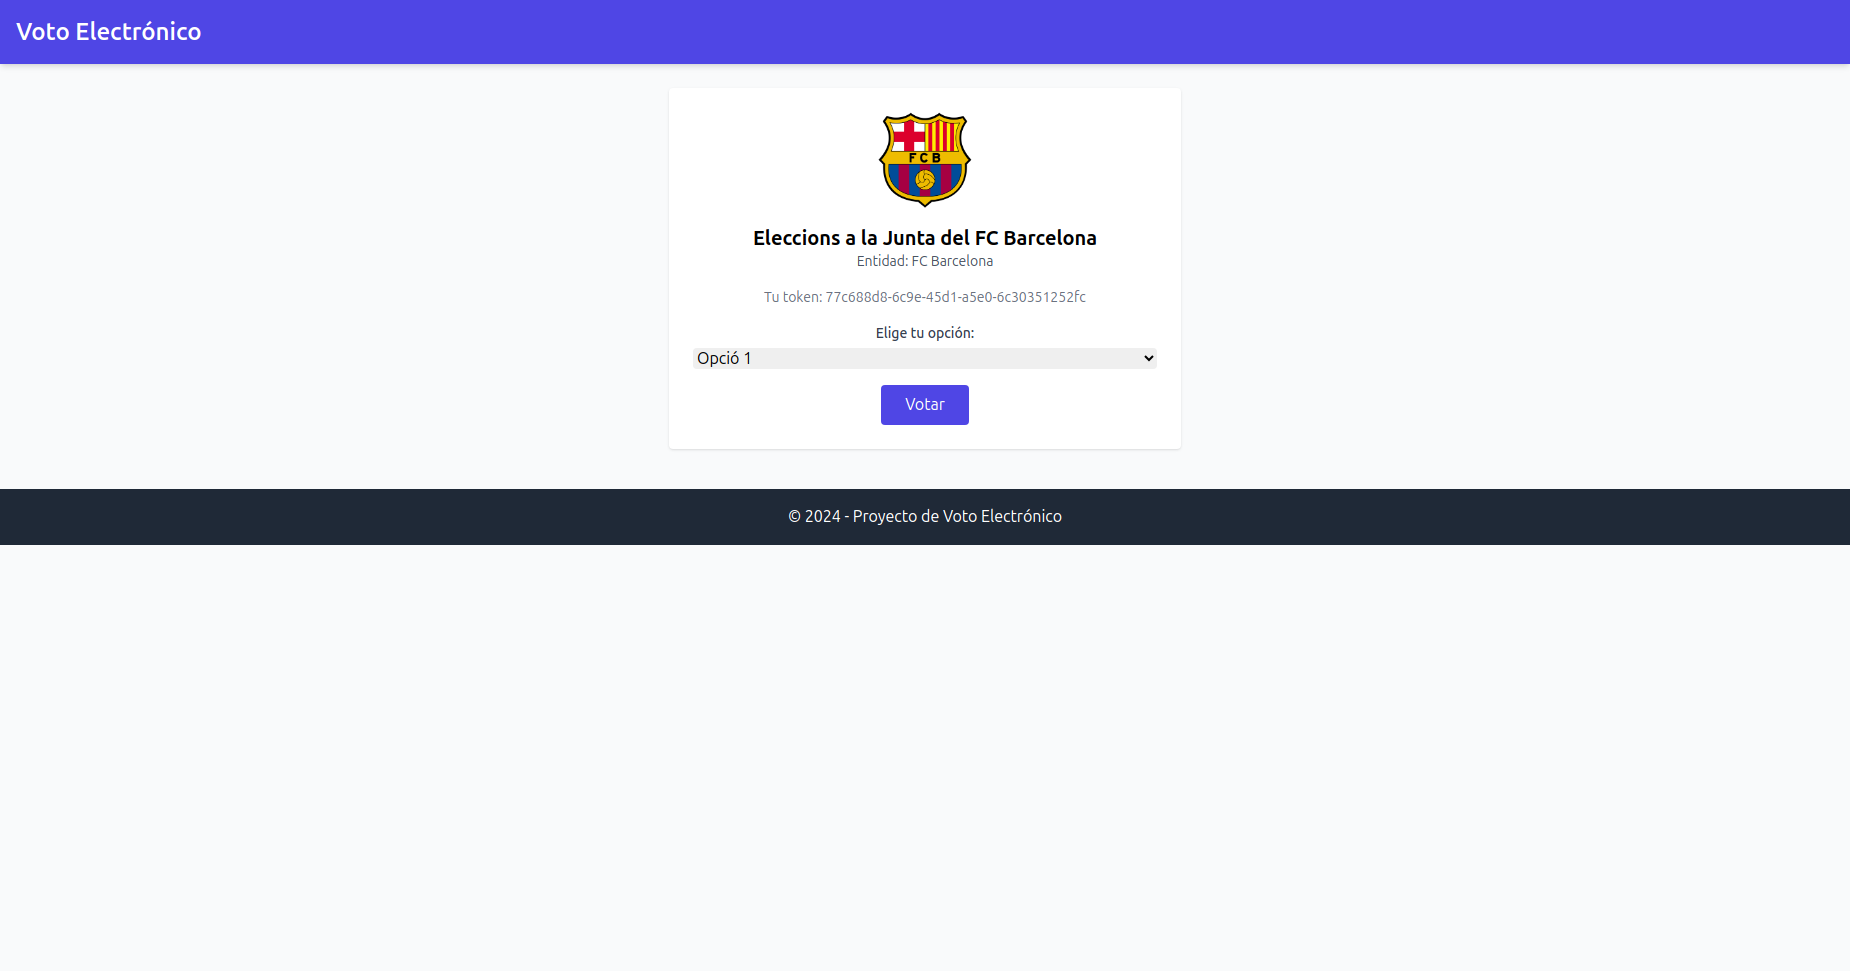 Voto Electrónico
FCB
Eleccions a la Junta del FC Barcelona
Entidad: FC Barcelona
Tu token: 77c688d8-6c9e-45d1-a5e0-6c30351252fc
Elige tu opción:
Opció 1
Votar
© 2024 - Proyecto de Voto Electrónico